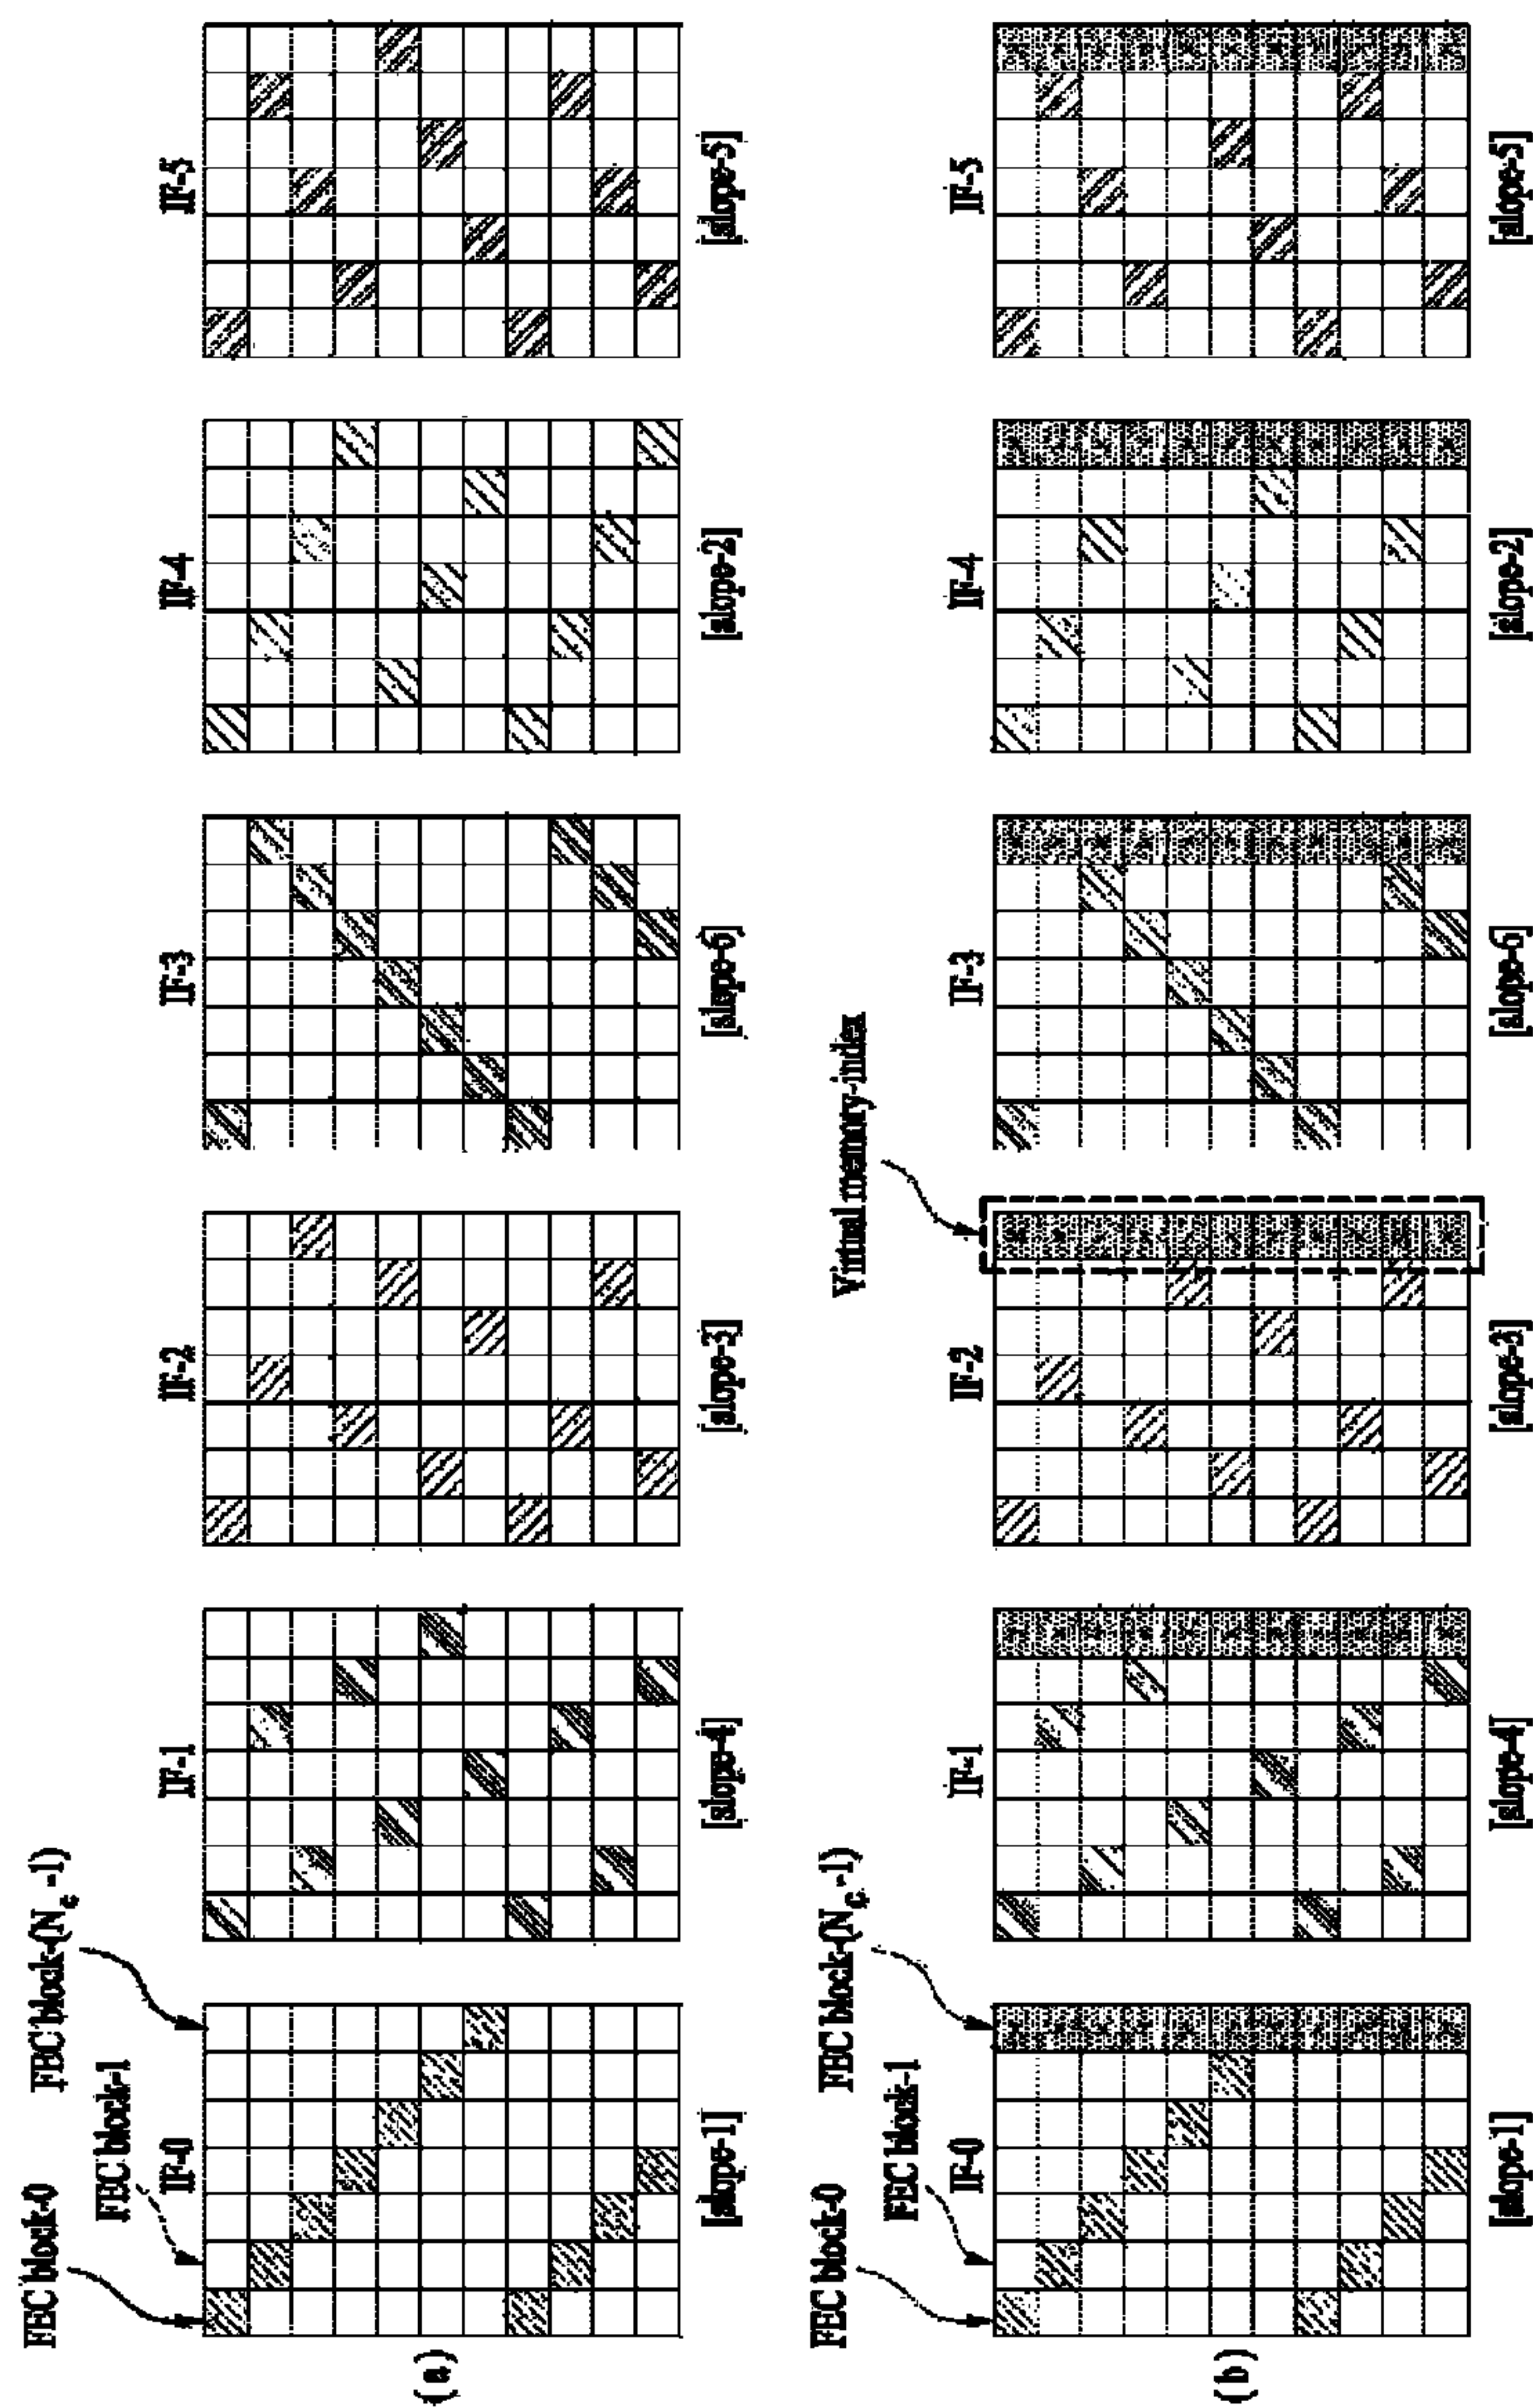 FEC block-0
FEC block-1
FEC block-(Nc -1)
IF-0
IF-1
IF-2
IF-3
IF-4
IF-5
(a)
[slope-1]
[slope-4]
[slope-3]
[slope-6]
[slope-2]
[slope-5]
FEC block-0
FEC block-1
FEC block-(Nc -1)
Virtual memory-index
IF-0
IF-1
IF-2
IF-3
IF-4
IF-5
(b)
[slope-1]
[slope-4]
[slope-3]
[slope-6]
[slope-2]
[slope-5]